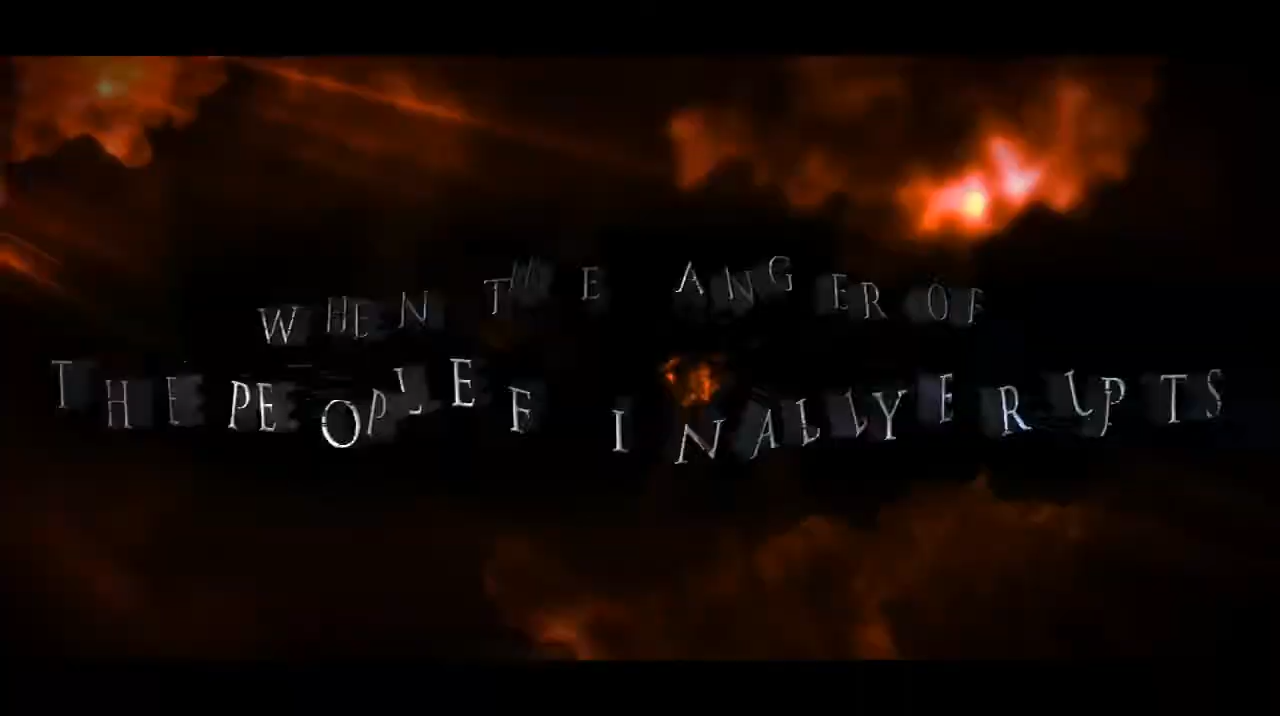 WHEN THE ANGER OF
THE PEOPLE FINALLY ERUPTS